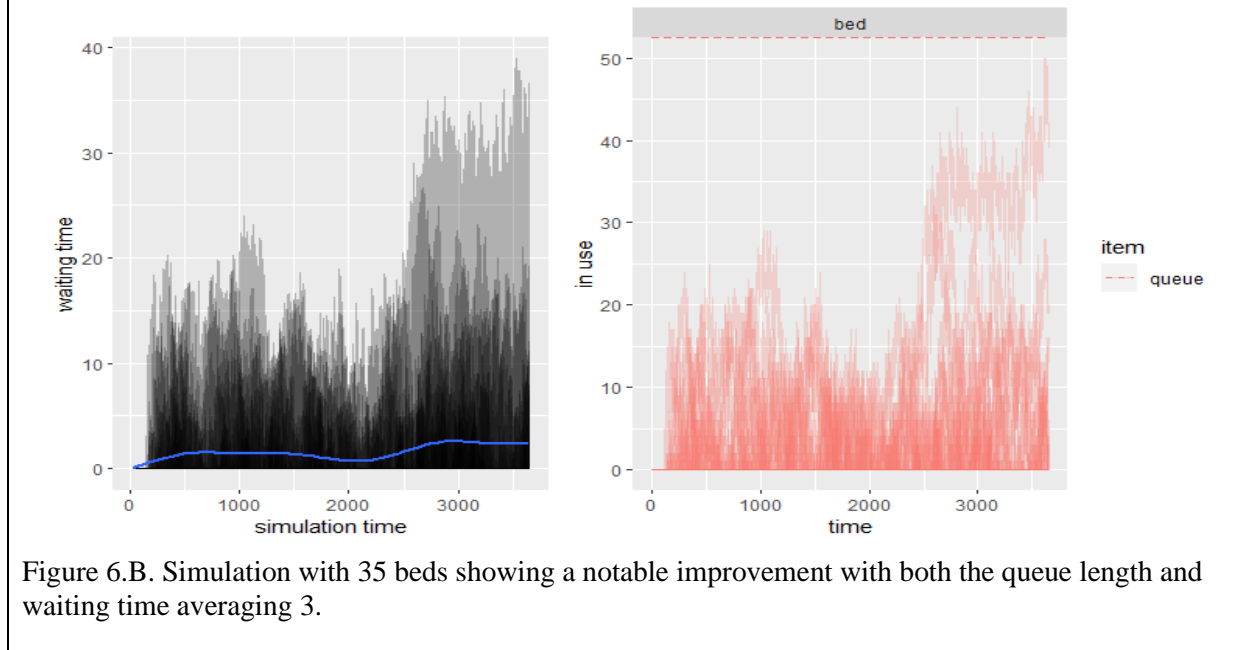 waiting time
40
30
20
10
0
0 1000 2000 3000
simulation time
bed
in use
50
40
30
20
10
0
0 1000 2000 3000
time
item
queue
Figure 6.B. Simulation with 35 beds showing a notable improvement with both the queue length and
waiting time averaging 3.